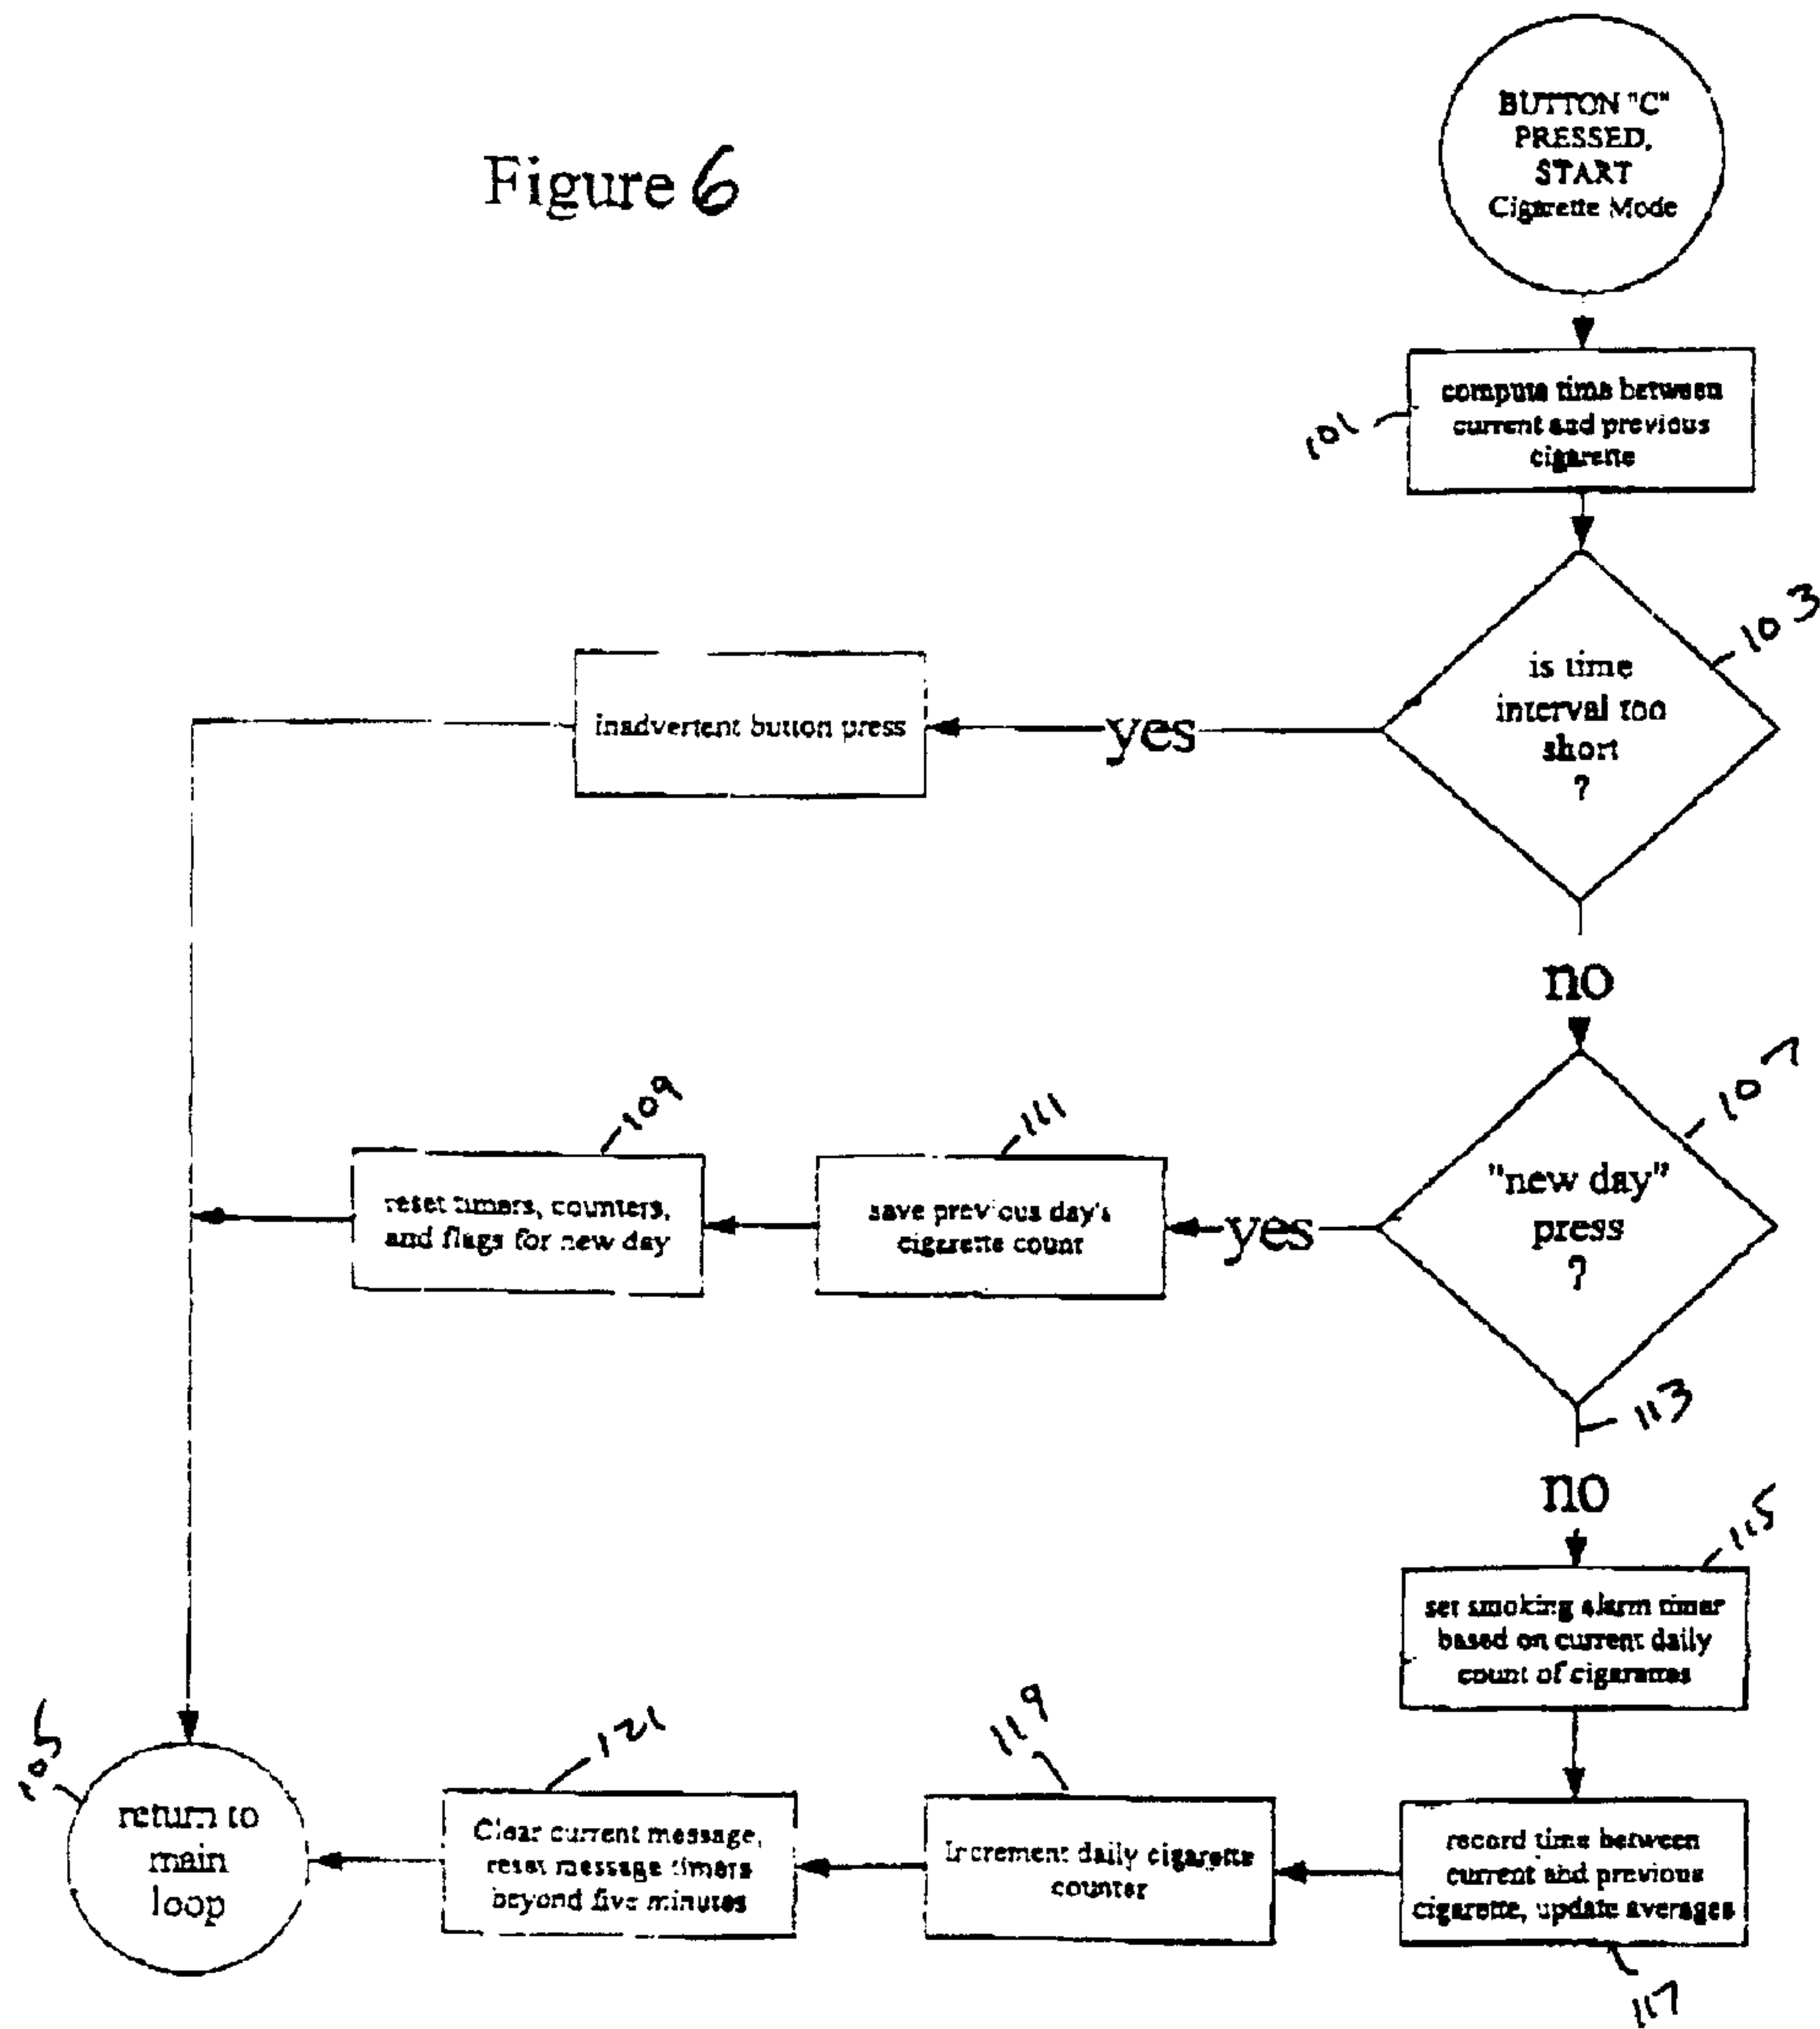 Figure 6
BUTTON "C"
PRESSED,
START
Cigarette Mode
compute time between
current and previous
cigarette
101
103
is time
interval too
short
?
yes
inadvertent button press
no
107
"new day"
press
?
yes
111
save previous day's
cigarette count
109
reset timers, counters,
and flags for new day
113
no
115
set smoking alarm timer
based on current daily
count of cigarettes
record time between
current and previous
cigarette, update averages
117
119
Increment daily cigarette
counter
121
Clear current message,
reset message timers
beyond five minutes
105
return to
main
loop